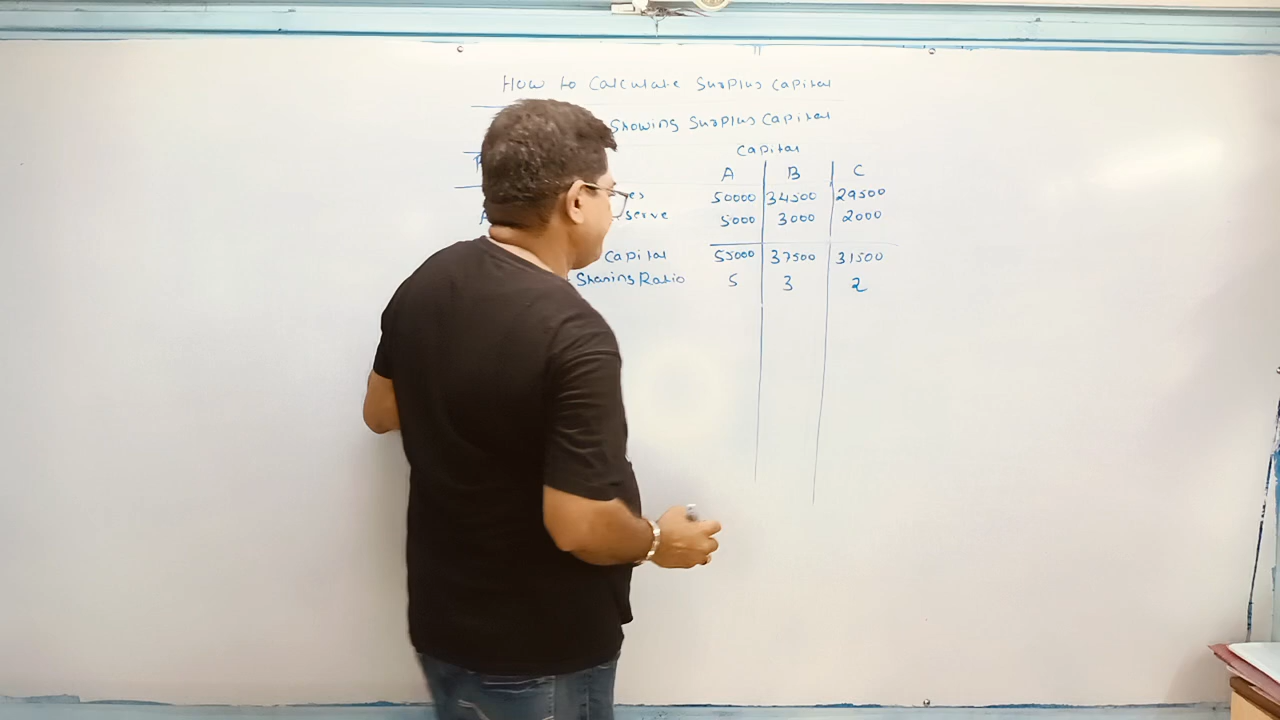 How to Calculate Surplus Capital
Showing Surplus Capital
Capital
A B C
50000 34500 29500
serve 5000 3000 2000
Capital 55000 37500 31500
Sharing Ratio 5 3 2